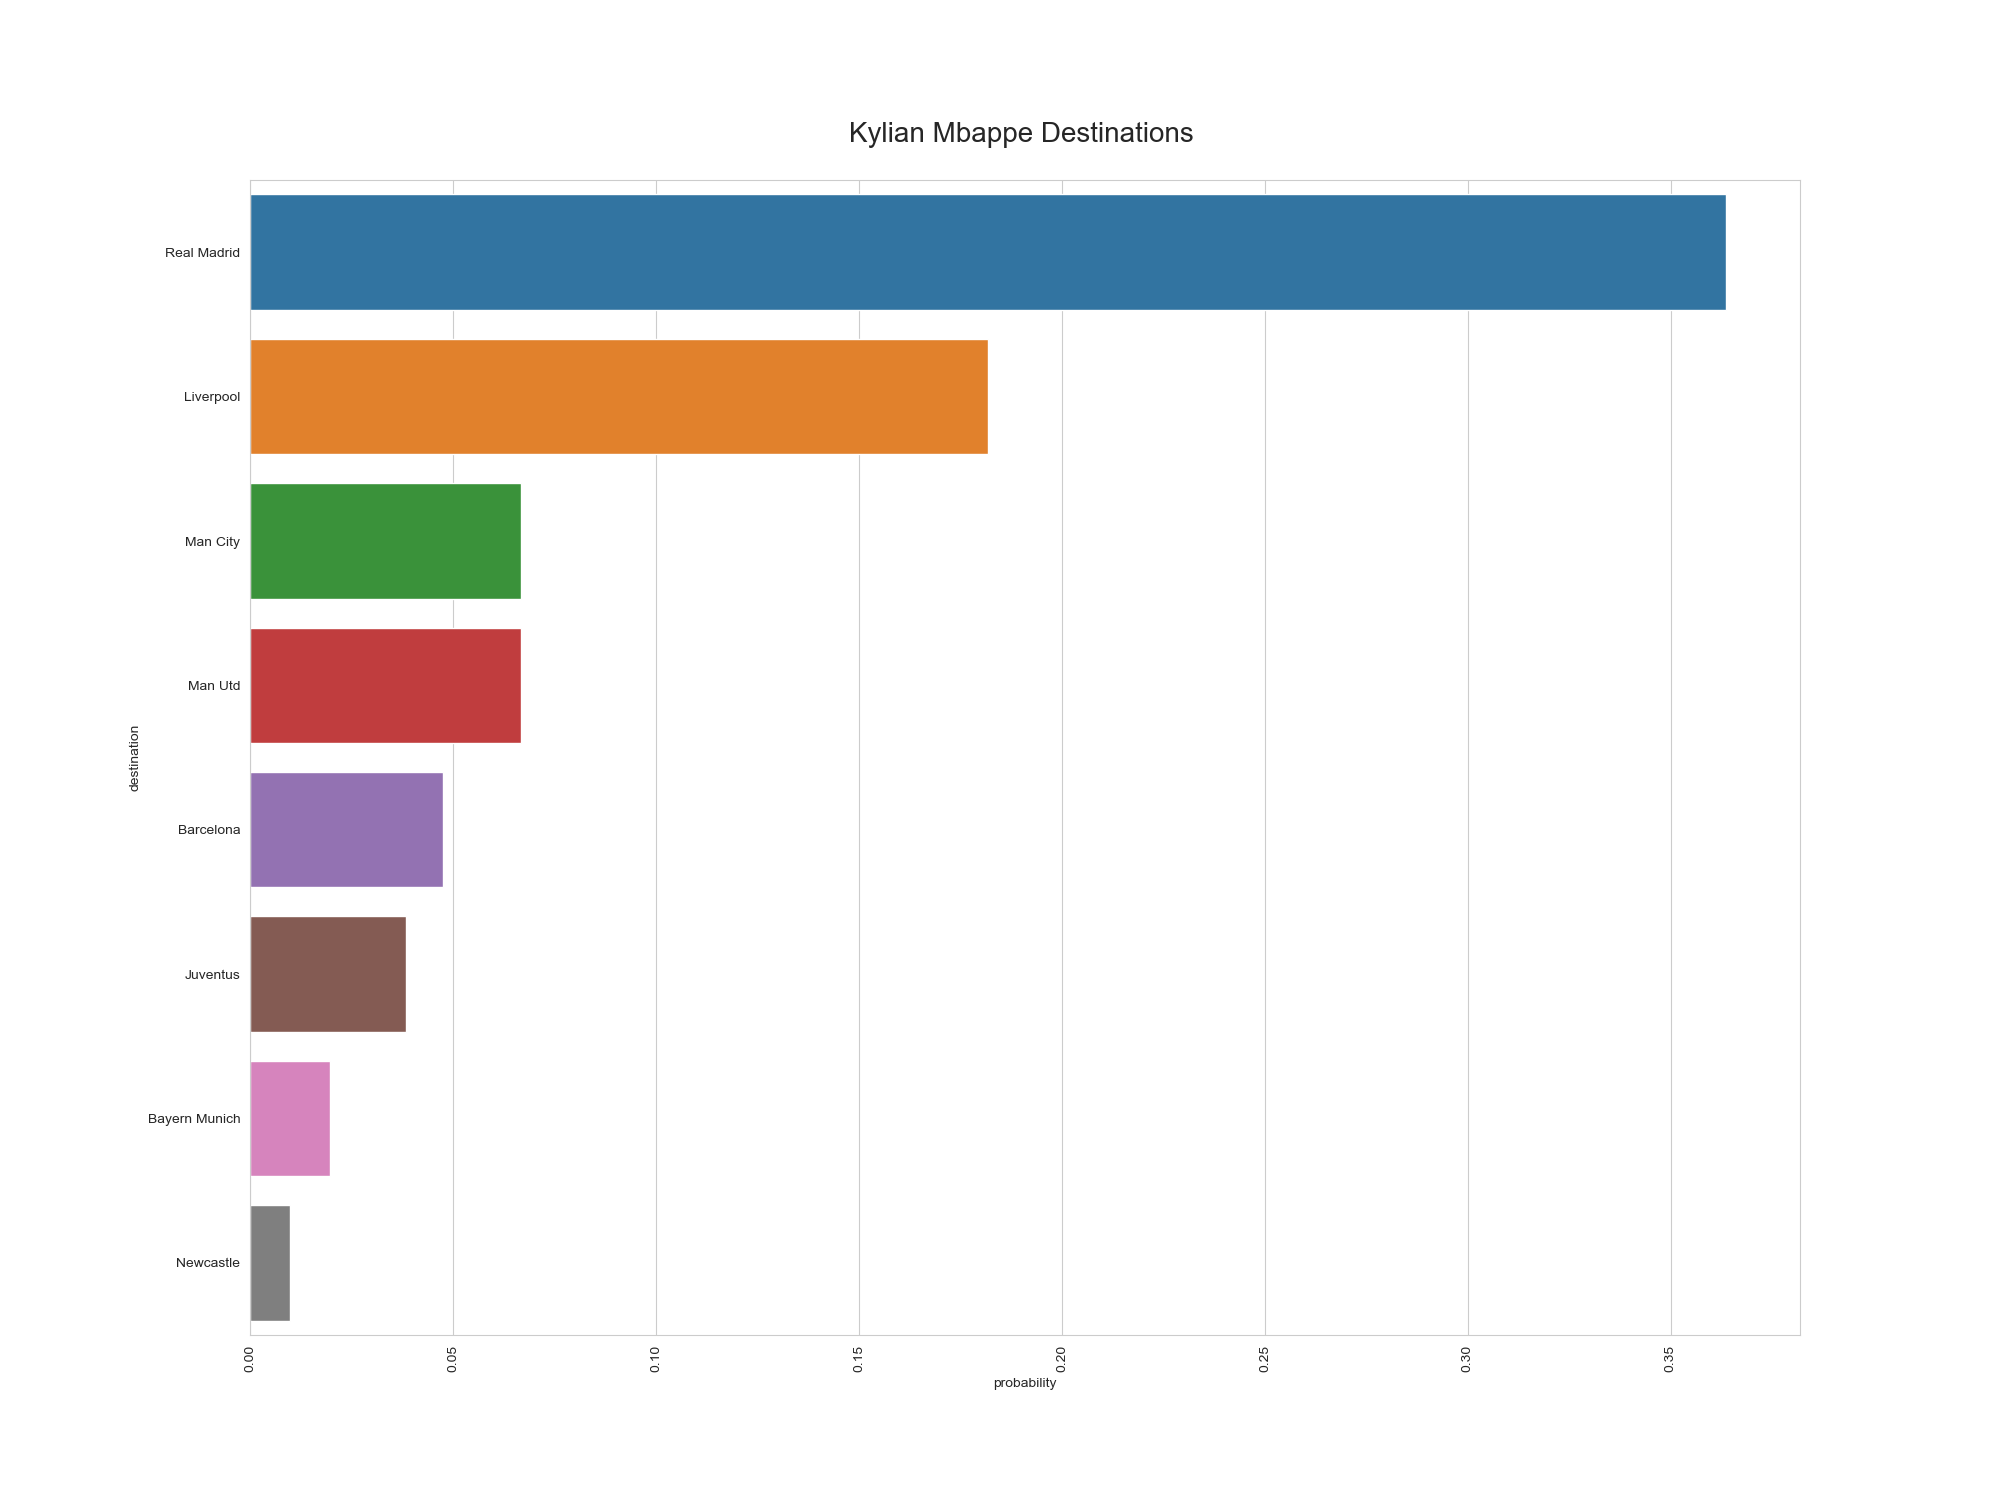 Kylian Mbappe Destinations
Real Madrid
Liverpool
Man City
Man Utd
Barcelona
Juventus
Bayern Munich
Newcastle
destination
0.00
0.05
0.10
0.15
0.20
0.25
0.30
0.35
probability